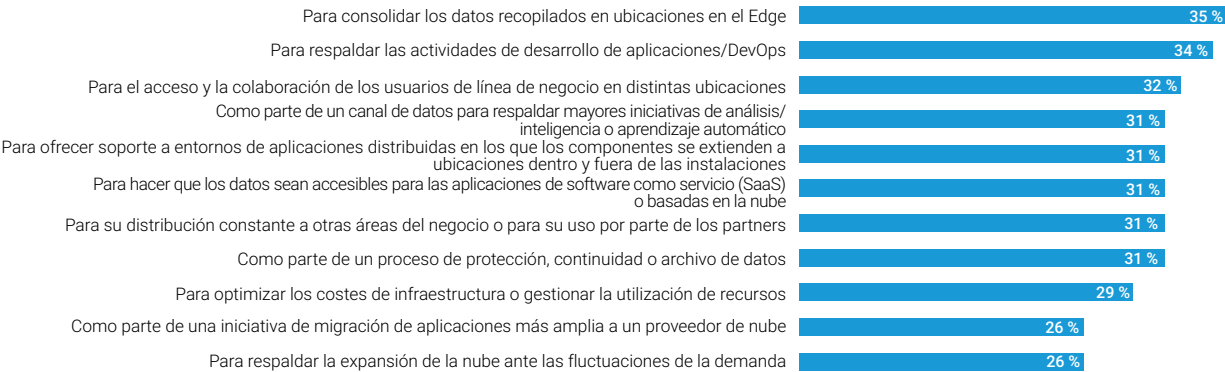 Para consolidar los datos recopilados en ubicaciones en el Edge 35 %
Para respaldar las actividades de desarrollo de aplicaciones/DevOps 34 %
Para el acceso y la colaboración de los usuarios de línea de negocio en distintas ubicaciones 32 %
Como parte de un canal de datos para respaldar mayores iniciativas de análisis/
inteligencia o aprendizaje automático 31 %
Para ofrecer soporte a entornos de aplicaciones distribuidas en los que los componentes se extienden a
ubicaciones dentro y fuera de las instalaciones 31 %
Para hacer que los datos sean accesibles para las aplicaciones de software como servicio (SaaS)
o basadas en la nube 31 %
Para su distribución constante a otras áreas del negocio o para su uso por parte de los partners 31 %
Como parte de un proceso de protección, continuidad o archivo de datos 31 %
Para optimizar los costes de infraestructura o gestionar la utilización de recursos 29 %
Como parte de una iniciativa de migración de aplicaciones más amplia a un proveedor de nube 26 %
Para respaldar la expansión de la nube ante las fluctuaciones de la demanda 26 %